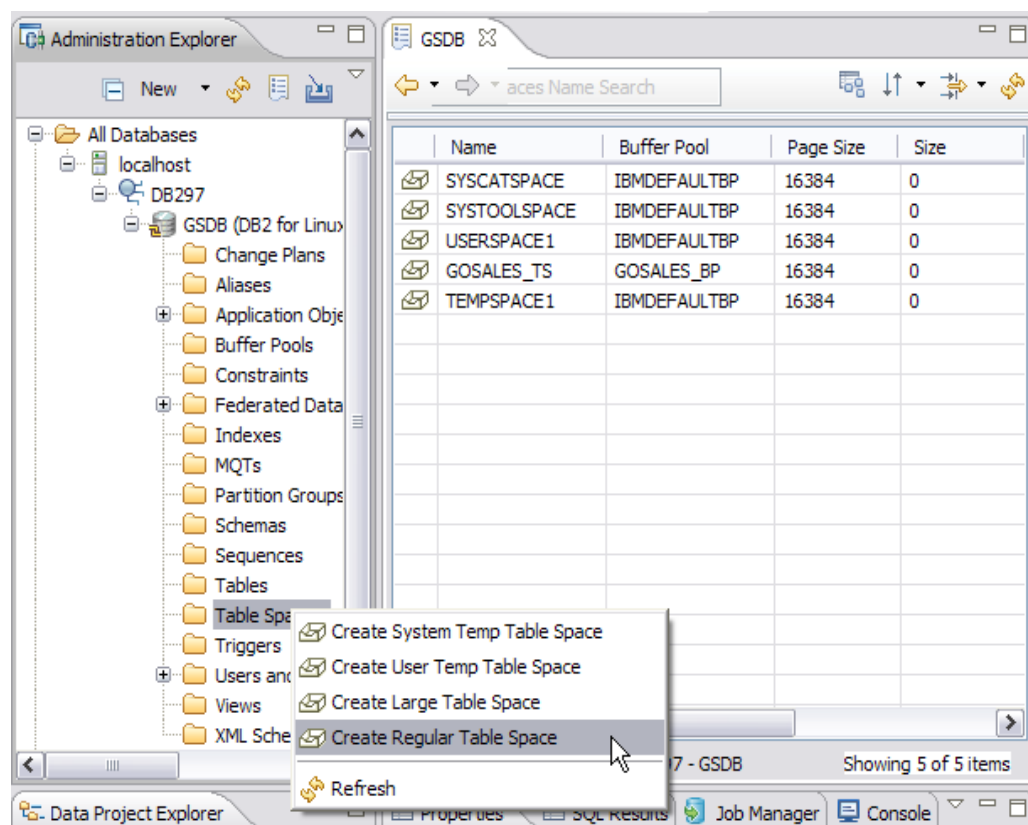 Administration Explorer
New
All Databases
localhost
DB297
GSDB (DB2 for Linux
Change Plans
Aliases
Application Obje
Buffer Pools
Constraints
Federated Data
Indexes
MQTs
Partition Groups
Schemas
Sequences
Tables
Table Spa
Triggers
Users and
Views
XML Sche
Data Project Explorer
GSDB
aces Name Search
Name Buffer Pool Page Size Size
SYSCATSPACE IBMDEFAULTBP 16384 0
SYSTOOLSPACE IBMDEFAULTBP 16384 0
USERSPACE1 IBMDEFAULTBP 16384 0
GOSALES_TS GOSALES_BP 16384 0
TEMPSPACE1 IBMDEFAULTBP 16384 0
Create System Temp Table Space
Create User Temp Table Space
Create Large Table Space
Create Regular Table Space
Refresh
7 - GSDB Showing 5 of 5 items
Properties SQL Results Job Manager Console